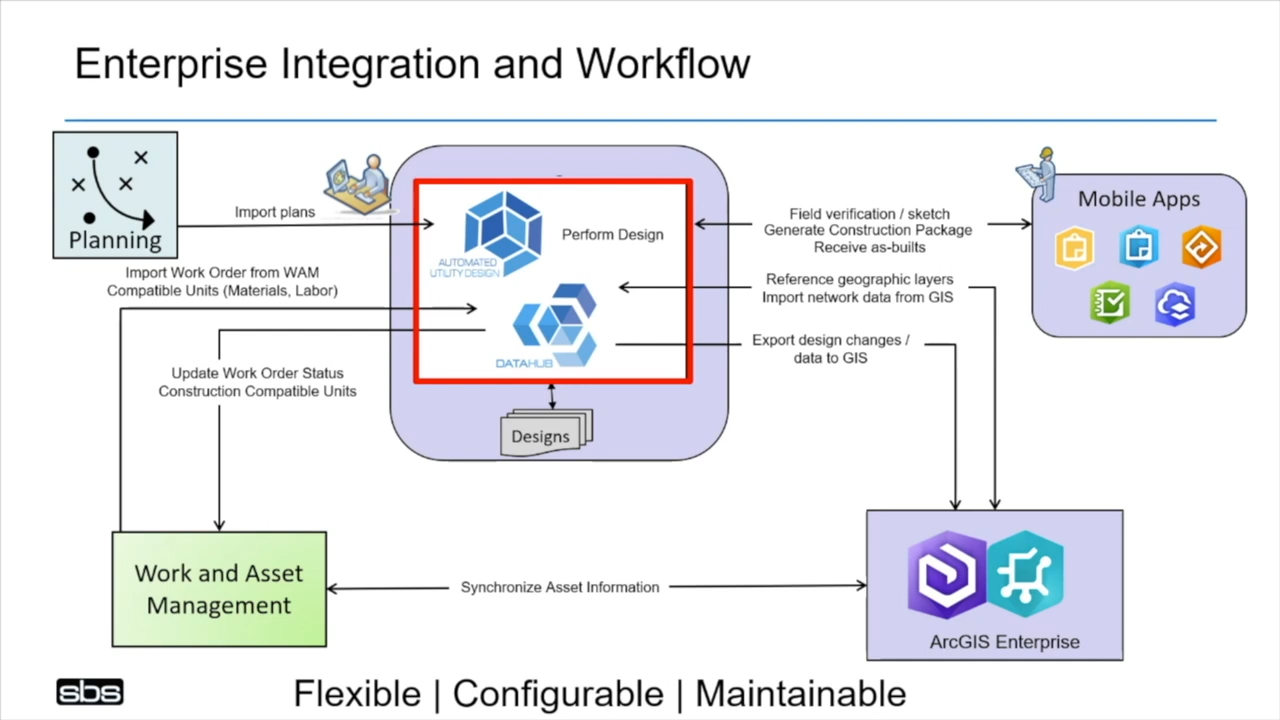 Enterprise Integration and Workflow
Planning
Import plans
Import Work Order from WAM
Compatible Units (Materials, Labor)
Update Work Order Status
Construction Compatible Units
AUTOMATED
UTILITY DESIGN
Perform Design
DATAHUB
Designs
Field verification / sketch
Generate Construction Package
Receive as-builts
Reference geographic layers
Import network data from GIS
Export design changes /
data to GIS
Mobile Apps
Work and Asset
Management
Synchronize Asset Information
ArcGIS Enterprise
sbs
Flexible | Configurable | Maintainable